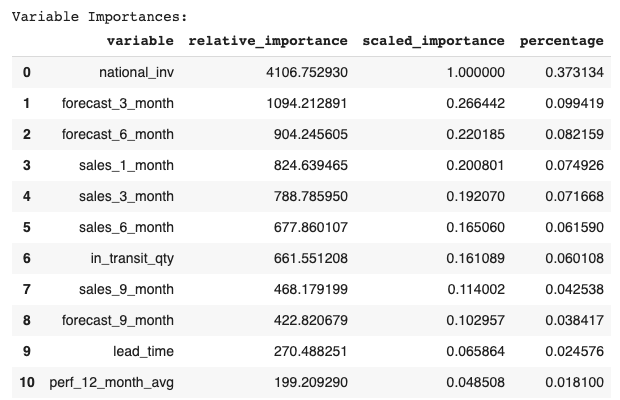 Variable Importances:
variable relative_importance scaled_importance percentage
0 national_inv 4106.752930 1.000000 0.373134
1 forecast_3_month 1094.212891 0.266442 0.099419
2 forecast_6_month 904.245605 0.220185 0.082159
3 sales_1_month 824.639465 0.200801 0.074926
4 sales_3_month 788.785950 0.192070 0.071668
5 sales_6_month 677.860107 0.165060 0.061590
6 in_transit_qty 661.551208 0.161089 0.060108
7 sales_9_month 468.179199 0.114002 0.042538
8 forecast_9_month 422.820679 0.102957 0.038417
9 lead_time 270.488251 0.065864 0.024576
10 perf_12_month_avg 199.209290 0.048508 0.018100